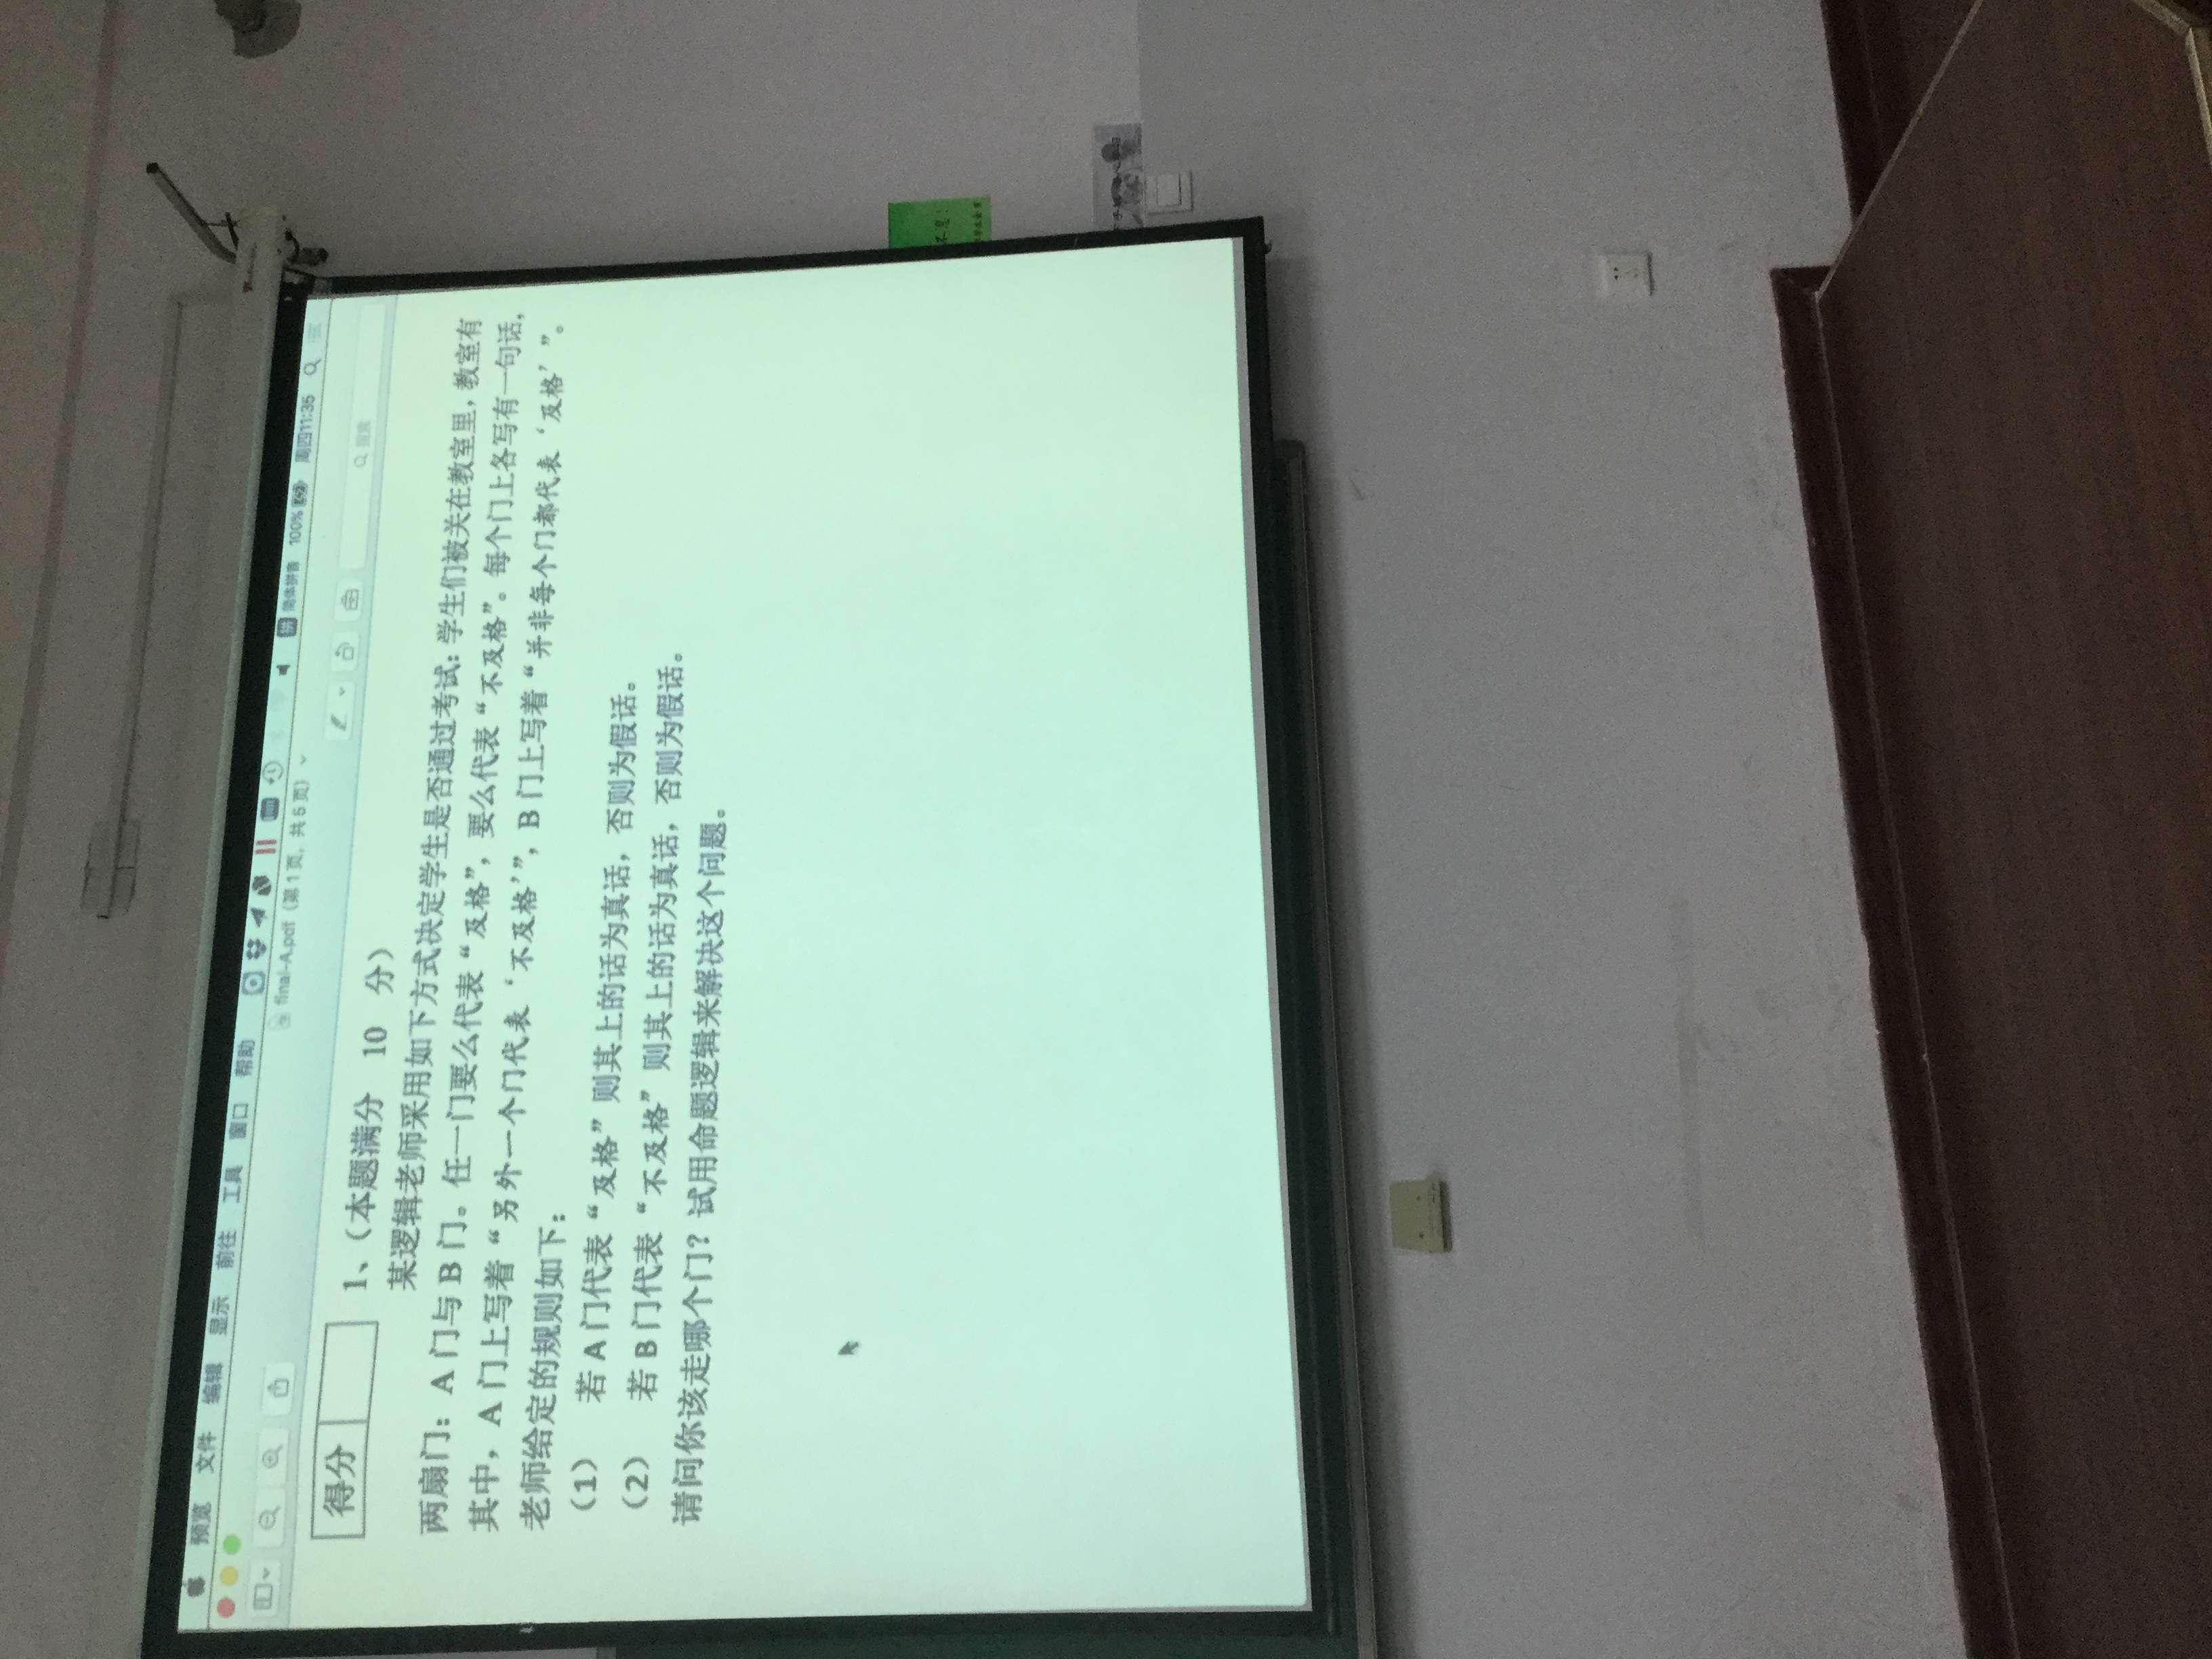 预览 文件 编辑 显示 前往 工具 窗口 帮助 简体拼音 100% 周四11:35
final-A.pdf（第 1 页，共 5 页）
搜索
得分
1、（本题满分 10 分）
某逻辑老师采用如下方式决定学生是否通过考试：学生们被关在教室里，教室有
两扇门：A 门与 B 门。任一门要么代表“及格”，要么代表“不及格”。每个门上各写有一句话，
其中，A 门上写着“另外一个门代表‘不及格’”，B 门上写着“并非每个门都代表‘及格’”。
老师给定的规则如下：
（1） 若 A 门代表“及格”则其上的话为真话，否则为假话。
（2） 若 B 门代表“不及格”则其上的话为真话，否则为假话。
请问你该走哪个门？试用命题逻辑来解决这个问题。
不息！